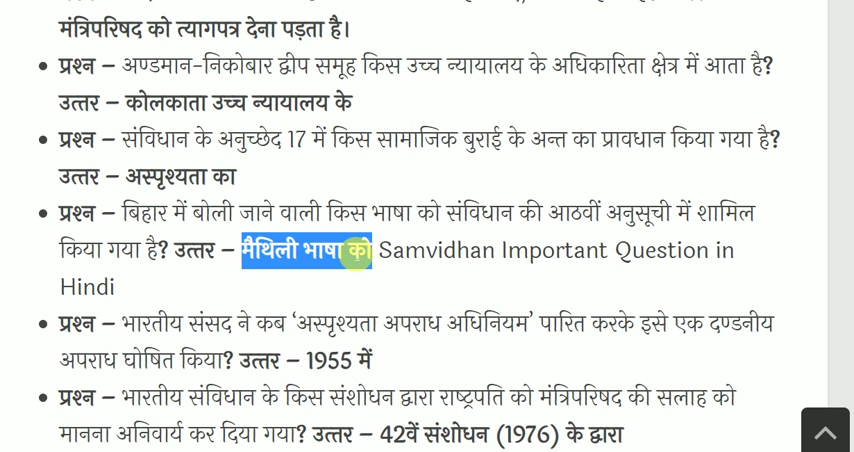 मंत्रिपरिषद को त्यागपत्र देना पड़ता है।
प्रश्न – अण्डमान-निकोबार द्वीप समूह किस उच्च न्यायालय के अधिकारिता क्षेत्र में आता है?
उत्तर – कोलकाता उच्च न्यायालय के
प्रश्न – संविधान के अनुच्छेद 17 में किस सामाजिक बुराई के अन्त का प्रावधान किया गया है?
उत्तर – अस्पृश्यता का
प्रश्न – बिहार में बोली जाने वाली किस भाषा को संविधान की आठवीं अनुसूची में शामिल
किया गया है? उत्तर – मैथिली भाषा को Samvidhan Important Question in
Hindi
प्रश्न – भारतीय संसद ने कब ‘अस्पृश्यता अपराध अधिनियम’ पारित करके इसे एक दण्डनीय
अपराध घोषित किया? उत्तर – 1955 में
प्रश्न – भारतीय संविधान के किस संशोधन द्वारा राष्ट्रपति को मंत्रिपरिषद की सलाह को
मानना अनिवार्य कर दिया गया? उत्तर – 42वें संशोधन (1976) के द्वारा